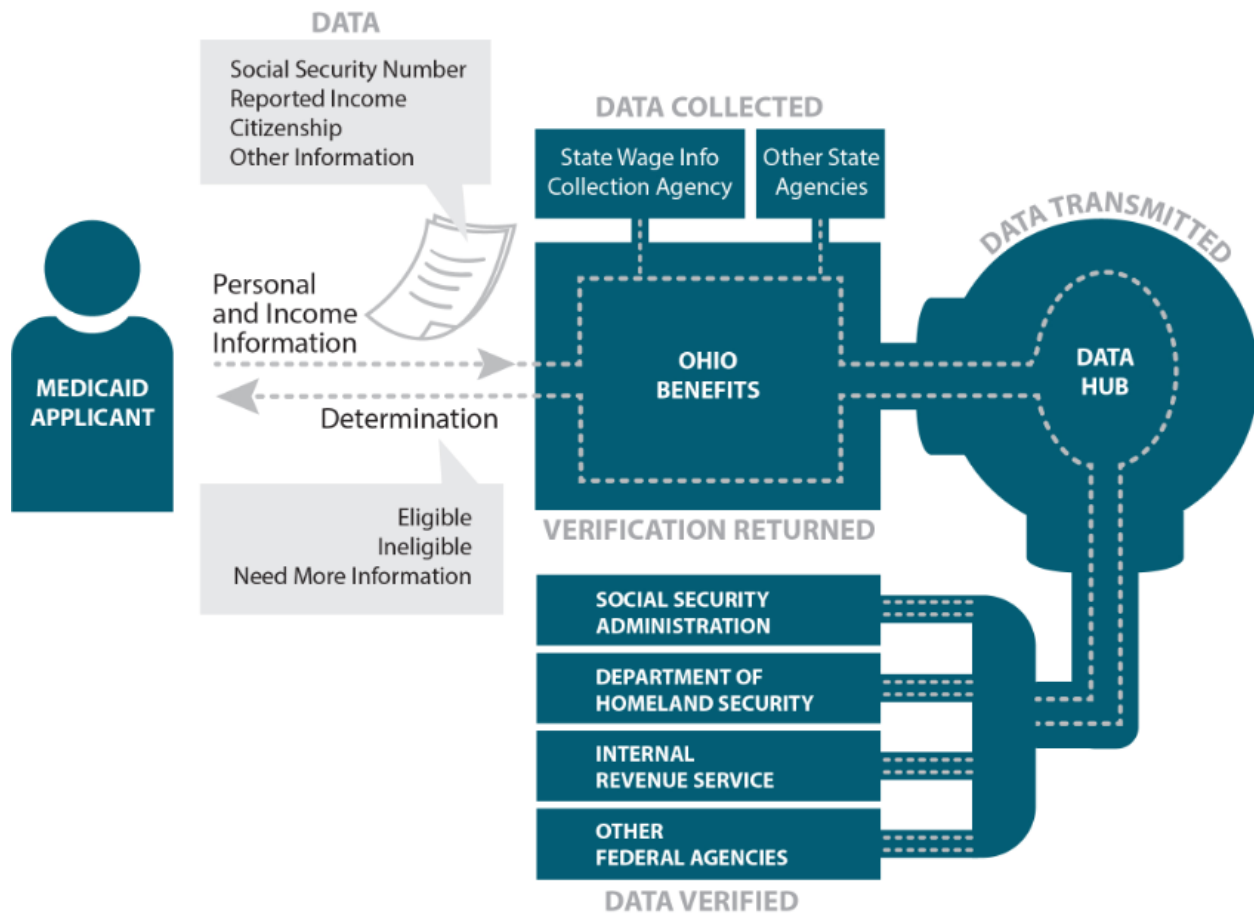 DATA
Social Security Number
Reported Income
Citizenship
Other Information
DATA COLLECTED
State Wage Info
Collection Agency
Other State
Agencies
DATA TRANSMITTED
Personal
and Income
Information
MEDICAID
APPLICANT
OHIO
BENEFITS
DATA
HUB
Determination
Eligible
Ineligible
Need More Information
VERIFICATION RETURNED
SOCIAL SECURITY
ADMINISTRATION
DEPARTMENT OF
HOMELAND SECURITY
INTERNAL
REVENUE SERVICE
OTHER
FEDERAL AGENCIES
DATA VERIFIED